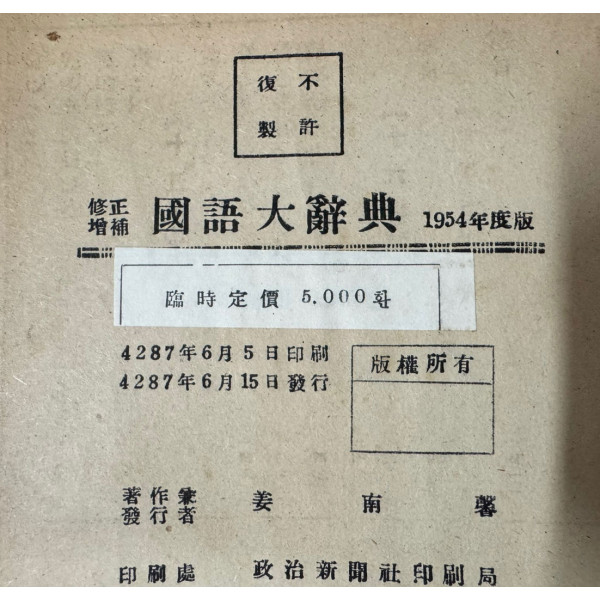 不許
復製
修正
增補 國語大辭典 1954年度版
臨時定價 5.000환
4287年6月5日印刷
4287年6月15日發行
版權所有
著作兼
發行者 姜南馨
印刷處 政治新聞社印刷局